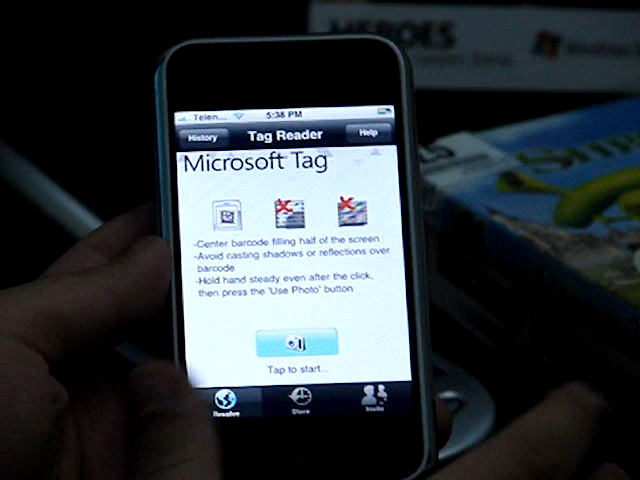 HEROES
Telen...
5:38 PM
History
Tag Reader
Help
Microsoft Tag
-Center barcode filling half of the screen
-Avoid casting shadows or reflections over
barcode
-Hold hand steady even after the click,
then press the 'Use Photo' button
Tap to start...
Resolve
Store
Invite